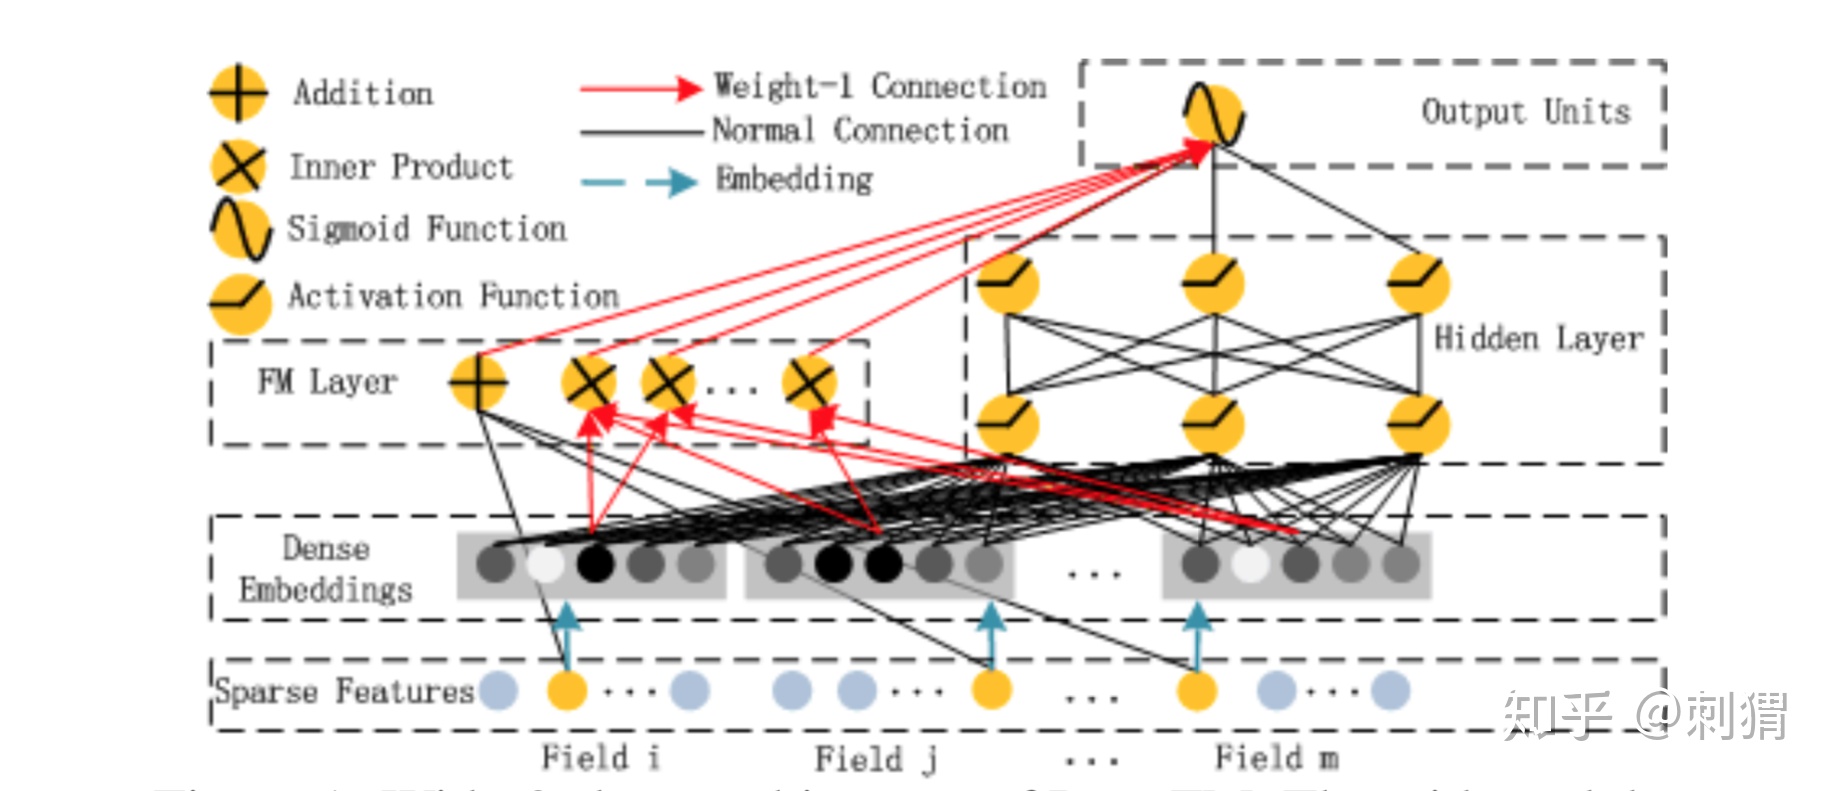 Addition
Weight-1 Connection
Output Units
Normal Connection
Inner Product
Embedding
Sigmoid Function
Activation Function
Hidden Layer
FM Layer
...
Dense
Embeddings
...
Sparse Features
...
...
...
...
知乎 @刺猬
Field i
Field j
...
Field m